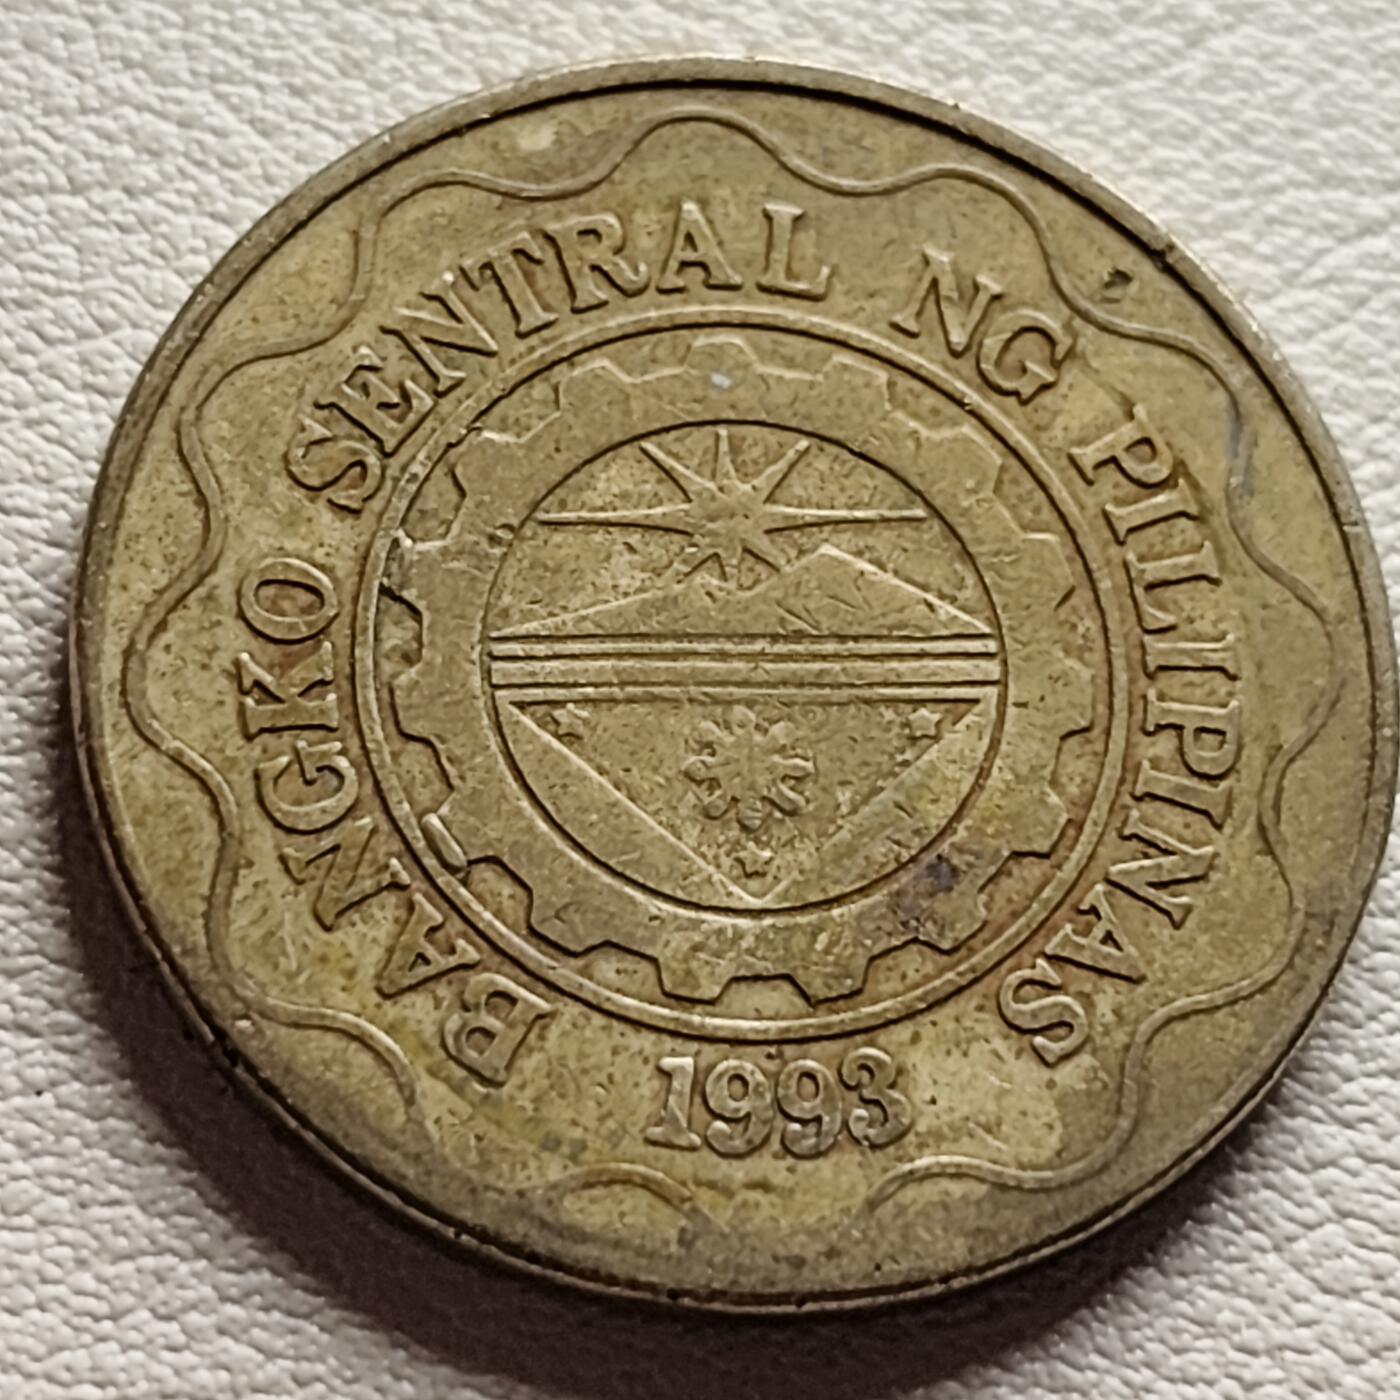 BANGKO SENTRAL NG PILIPINAS
1993